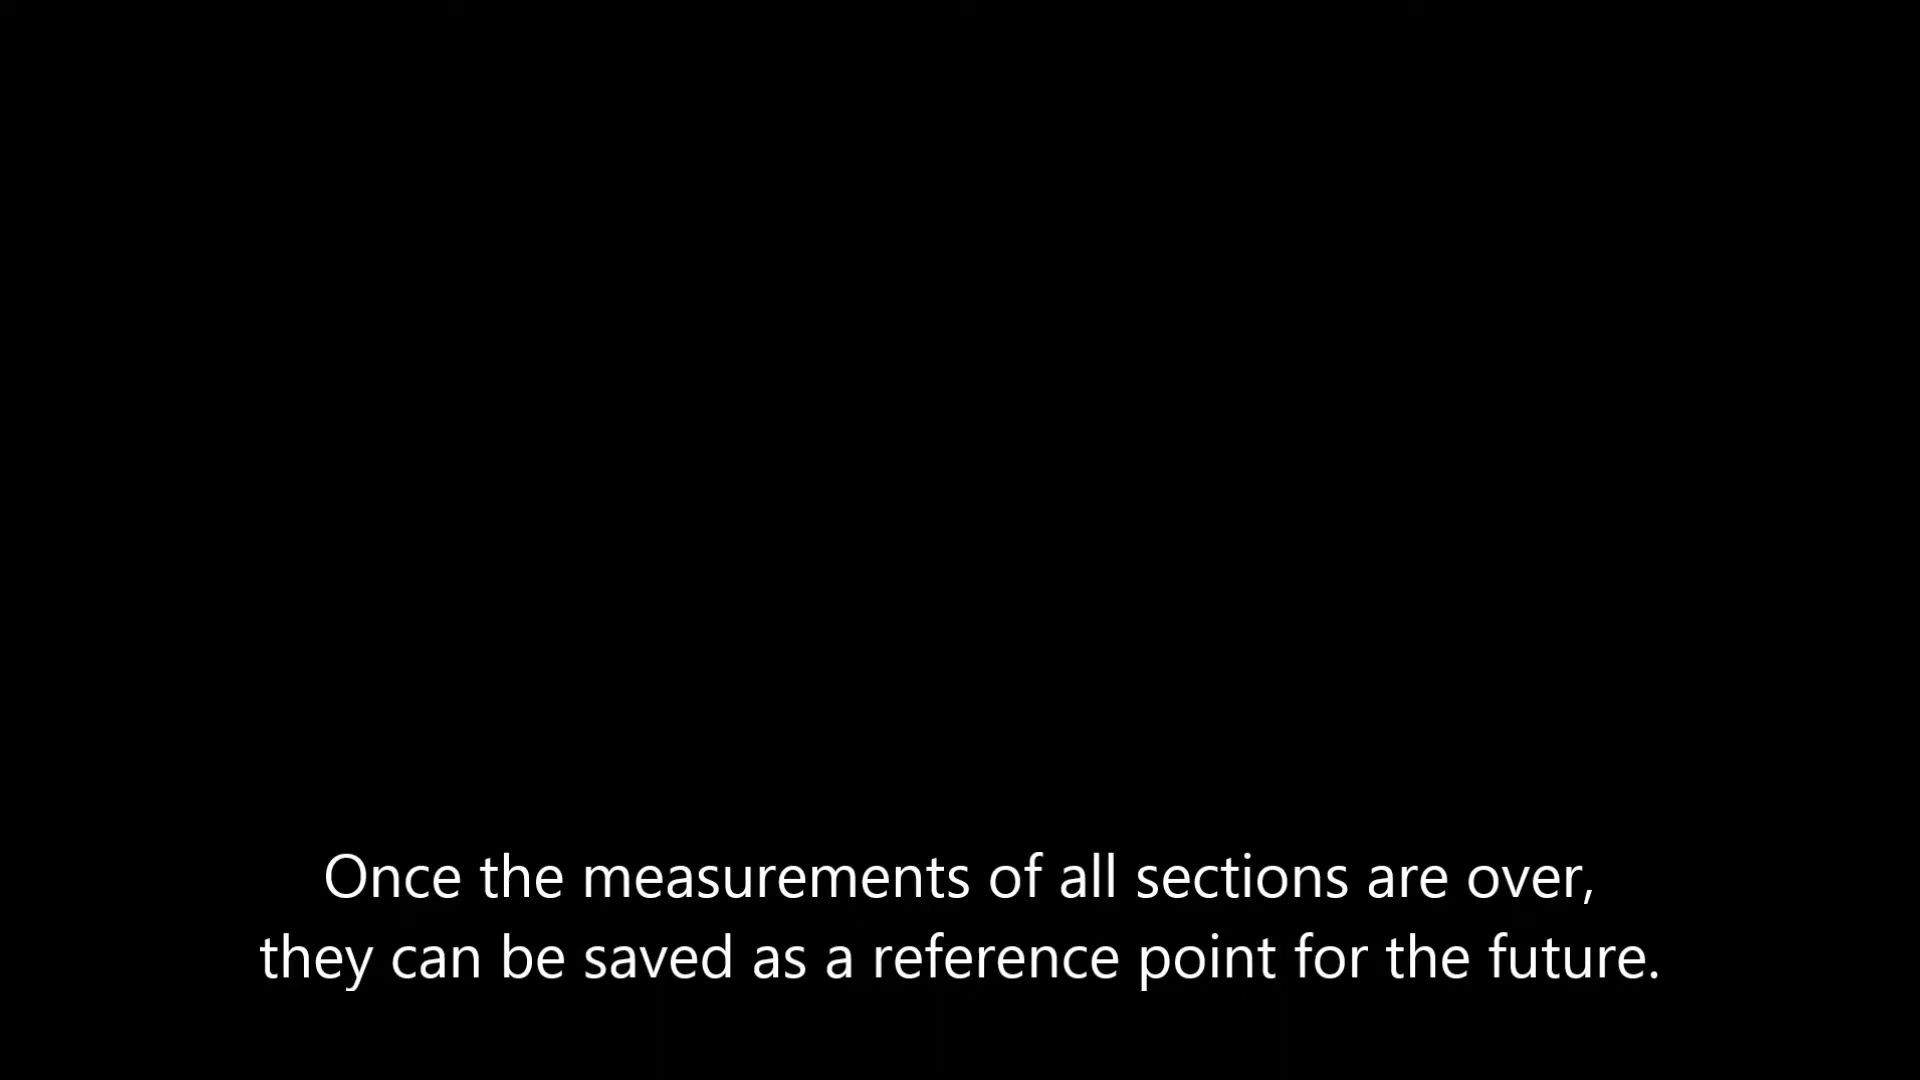 Once the measurements of all sections are over,
they can be saved as a reference point for the future.